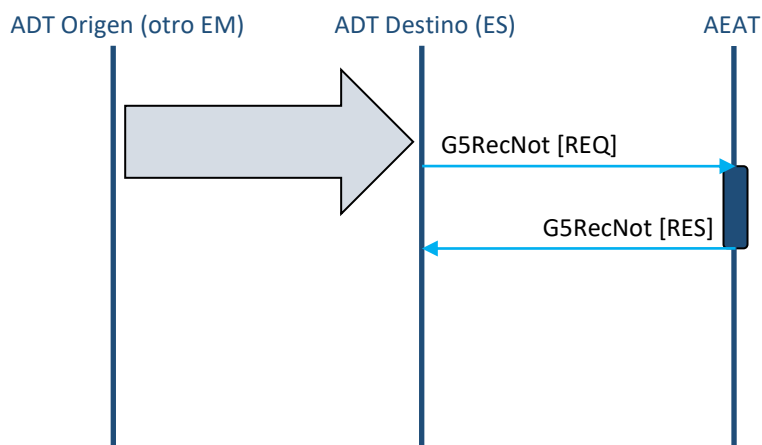 ADT Origen (otro EM)
ADT Destino (ES)
AEAT
G5RecNot [REQ]
G5RecNot [RES]